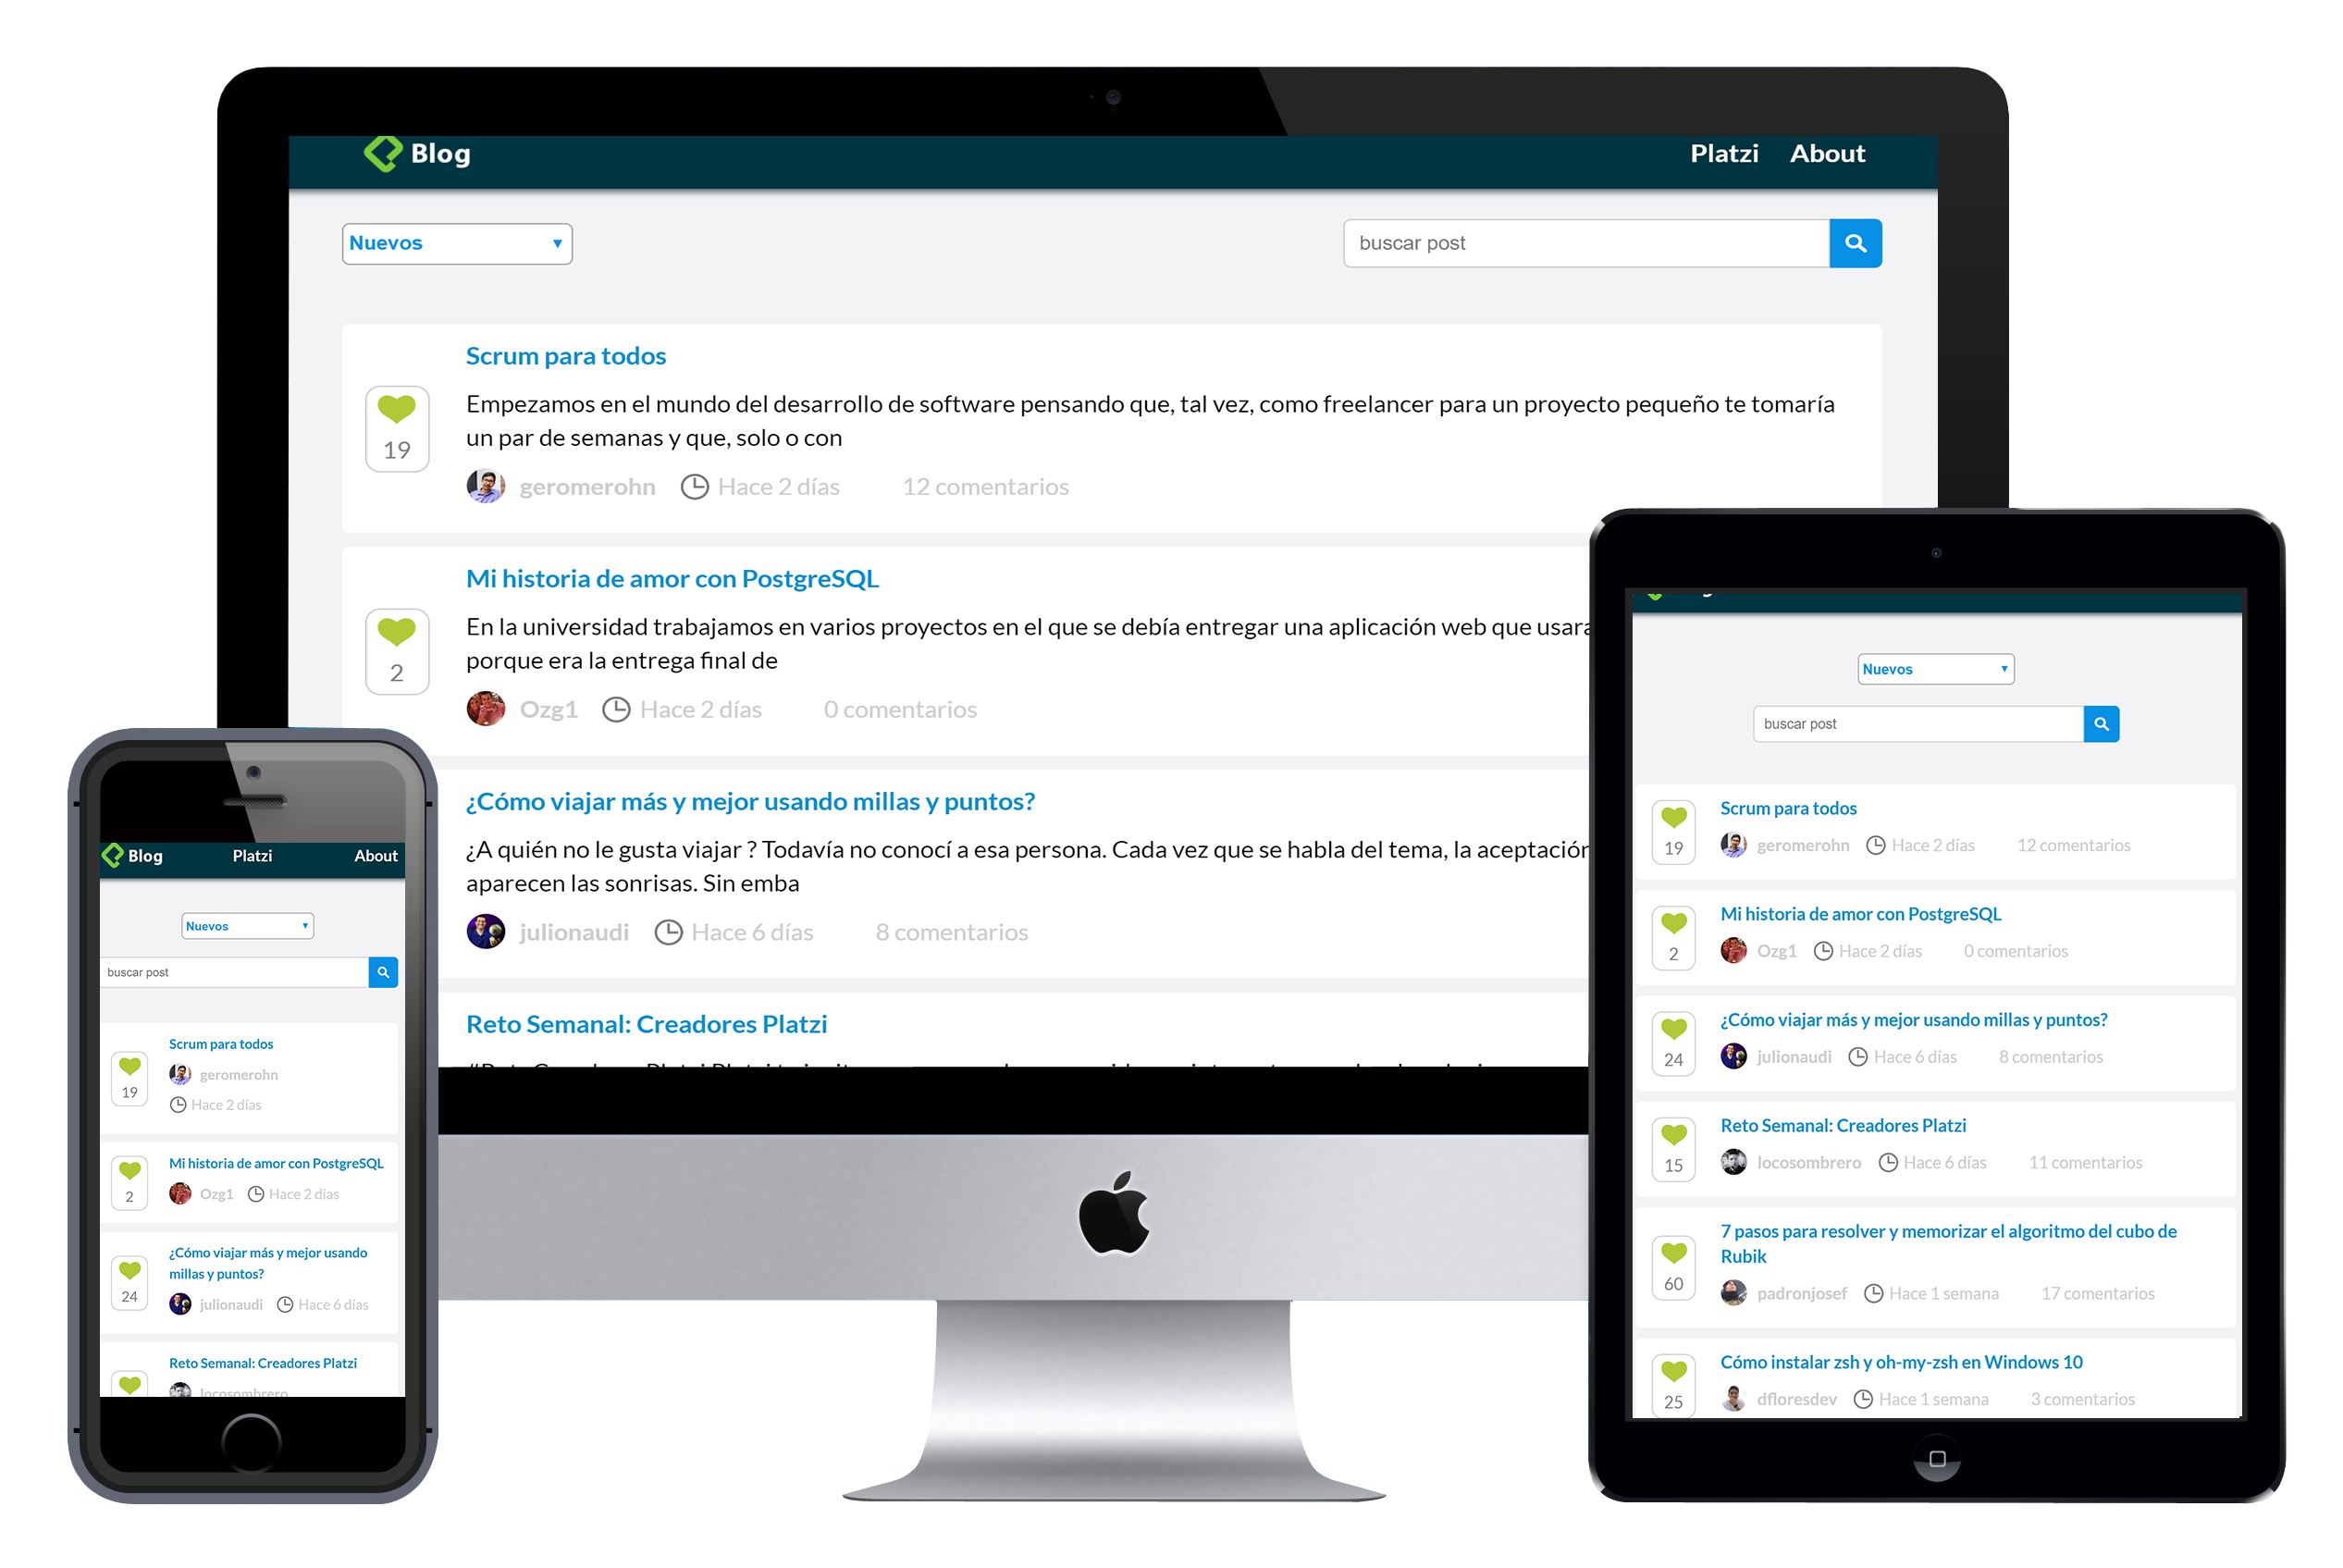 Blog
Platzi About
Nuevos
buscar post
Scrum para todos
Empezamos en el mundo del desarrollo de software pensando que, tal vez, como freelancer para un proyecto pequeño te tomaría
un par de semanas y que, solo o con
19
geromerohn Hace 2 días 12 comentarios
Mi historia de amor con PostgreSQL
En la universidad trabajamos en varios proyectos en el que se debía entregar una aplicación web que usara
porque era la entrega final de
2
Ozg1 Hace 2 días 0 comentarios
¿Cómo viajar más y mejor usando millas y puntos?
¿A quién no le gusta viajar ? Todavía no conocí a esa persona. Cada vez que se habla del tema, la aceptación
aparecen las sonrisas. Sin emba
julionaudi Hace 6 días 8 comentarios
Reto Semanal: Creadores Platzi
Blog Platzi About
Nuevos
buscar post
Scrum para todos
19
geromerohn
Hace 2 días
Mi historia de amor con PostgreSQL
2
Ozg1 Hace 2 días
¿Cómo viajar más y mejor usando
millas y puntos?
24
julionaudi Hace 6 días
Reto Semanal: Creadores Platzi
locosombrero
Nuevos
buscar post
Scrum para todos
19
geromerohn Hace 2 días 12 comentarios
Mi historia de amor con PostgreSQL
2
Ozg1 Hace 2 días 0 comentarios
¿Cómo viajar más y mejor usando millas y puntos?
24
julionaudi Hace 6 días 8 comentarios
Reto Semanal: Creadores Platzi
15
locosombrero Hace 6 días 11 comentarios
7 pasos para resolver y memorizar el algoritmo del cubo de
Rubik
60
padronjosef Hace 1 semana 17 comentarios
Cómo instalar zsh y oh-my-zsh en Windows 10
25
dfloresdev Hace 1 semana 3 comentarios